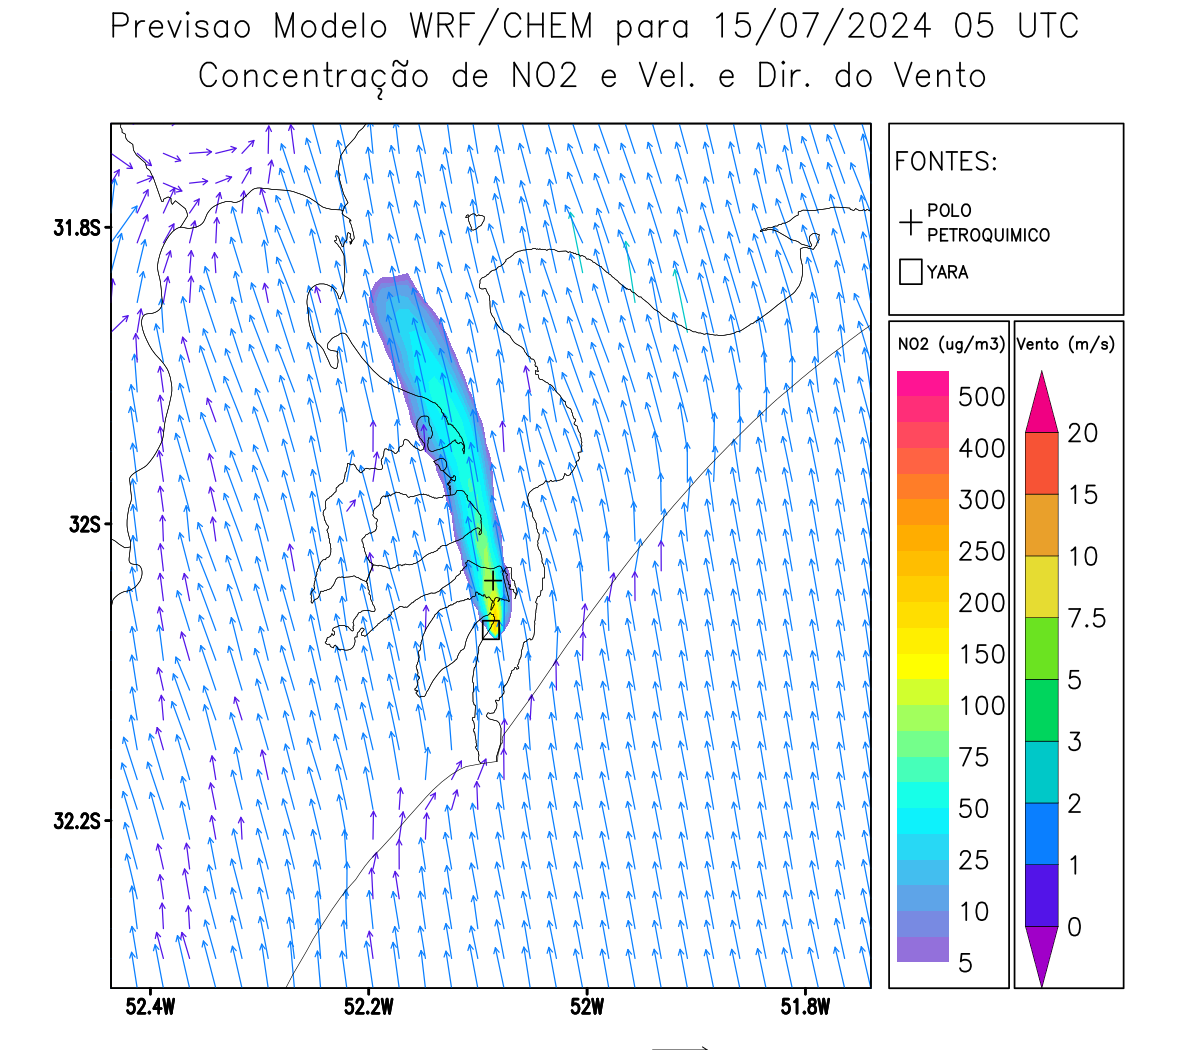 Previsao Modelo WRF/CHEM para 15/07/2024 05 UTC
Concentração de NO2 e Vel. e Dir. do Vento
FONTES:
POLO
PETROQUIMICO
YARA
NO2 (ug/m3)
500
400
300
250
200
150
100
75
50
25
10
5
Vento (m/s)
20
15
10
7.5
5
3
2
1
0
31.8S
32S
32.2S
52.4W
52.2W
52W
51.8W